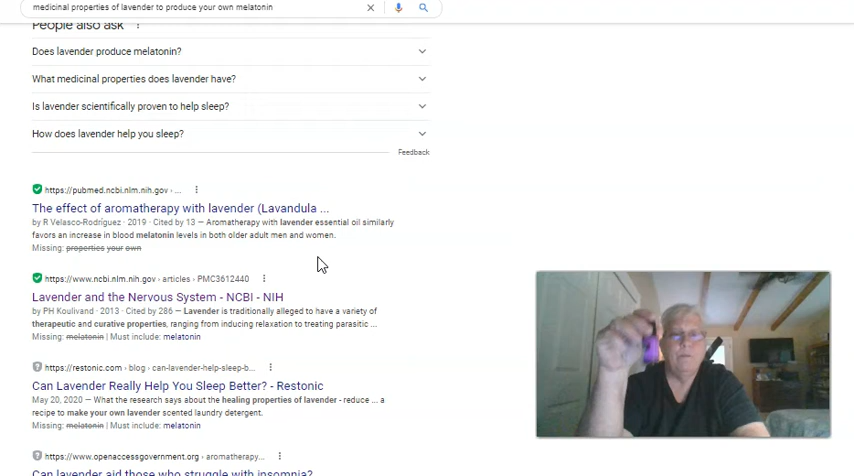 medicinal properties of lavender to produce your own melatonin
People also ask
Does lavender produce melatonin?
What medicinal properties does lavender have?
Is lavender scientifically proven to help sleep?
How does lavender help you sleep?
Feedback
https://pubmed.ncbi.nlm.nih.gov › ...
The effect of aromatherapy with lavender (Lavandula ...
by R Velasco-Rodríguez · 2019 · Cited by 13 — Aromatherapy with lavender essential oil similarly
favors an increase in blood melatonin levels in both older adult men and women.
Missing: properties your own
https://www.ncbi.nlm.nih.gov › articles › PMC3612440
Lavender and the Nervous System - NCBI - NIH
by PH Koulivand · 2013 · Cited by 286 — Lavender is traditionally alleged to have a variety of
therapeutic and curative properties, ranging from inducing relaxation to treating parasitic ...
Missing: melatonin | Must include: melatonin
https://restonic.com › blog › can-lavender-help-sleep-b...
Can Lavender Really Help You Sleep Better? - Restonic
May 20, 2020 — What the research says about the healing properties of lavender - reduce ... a
recipe to make your own lavender scented laundry detergent.
Missing: melatonin | Must include: melatonin
https://www.openaccessgovernment.org › aromatherapy...
Can lavender aid those who struggle with insomnia?